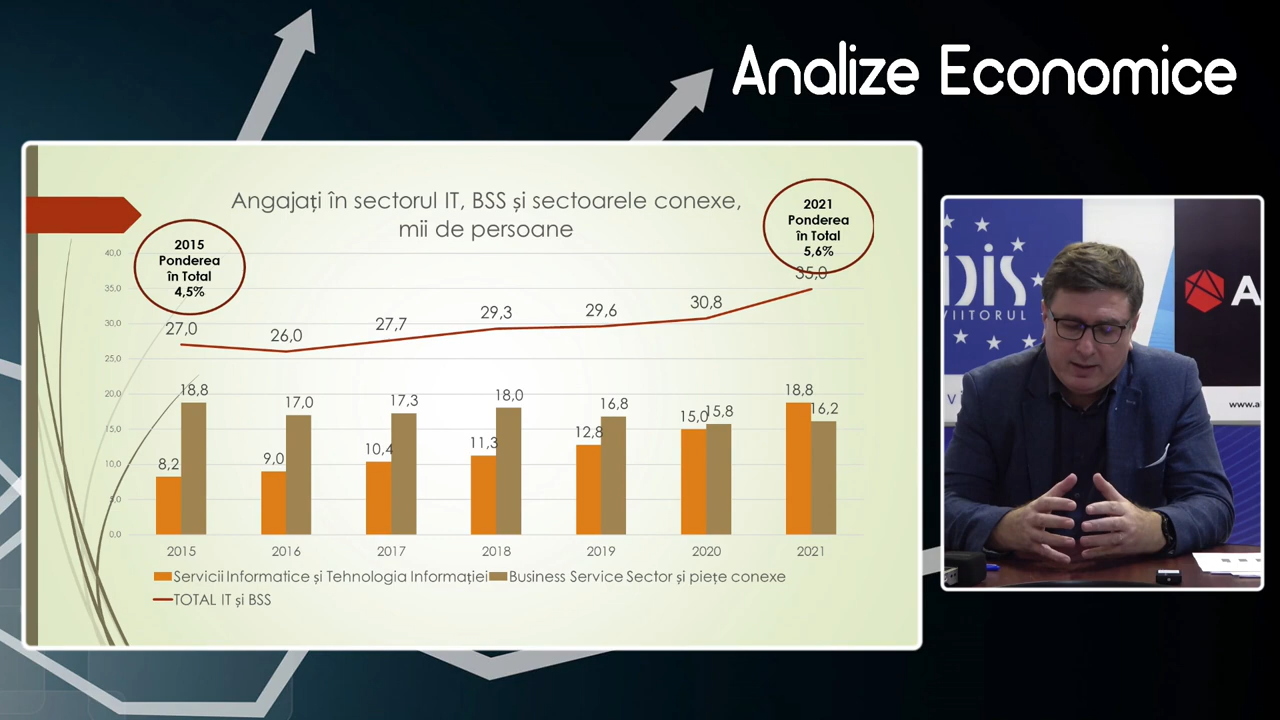 Analize Economice
Angajați în sectorul IT, BSS și sectoarele conexe,
mii de persoane
2015
Ponderea
în Total
4,5%
2021
Ponderea
în Total
5,6%
40,0
35,0
30,0
25,0
20,0
15,0
10,0
5,0
0,0
27,0
26,0
27,7
29,3
29,6
30,8
35,0
8,2
18,8
9,0
17,0
10,4
17,3
11,3
18,0
12,8
16,8
15,0
15,8
18,8
16,2
2015
2016
2017
2018
2019
2020
2021
Servicii Informatice și Tehnologia Informației
Business Service Sector și piețe conexe
TOTAL IT și BSS
IDIS
VIITORUL
A
www.a